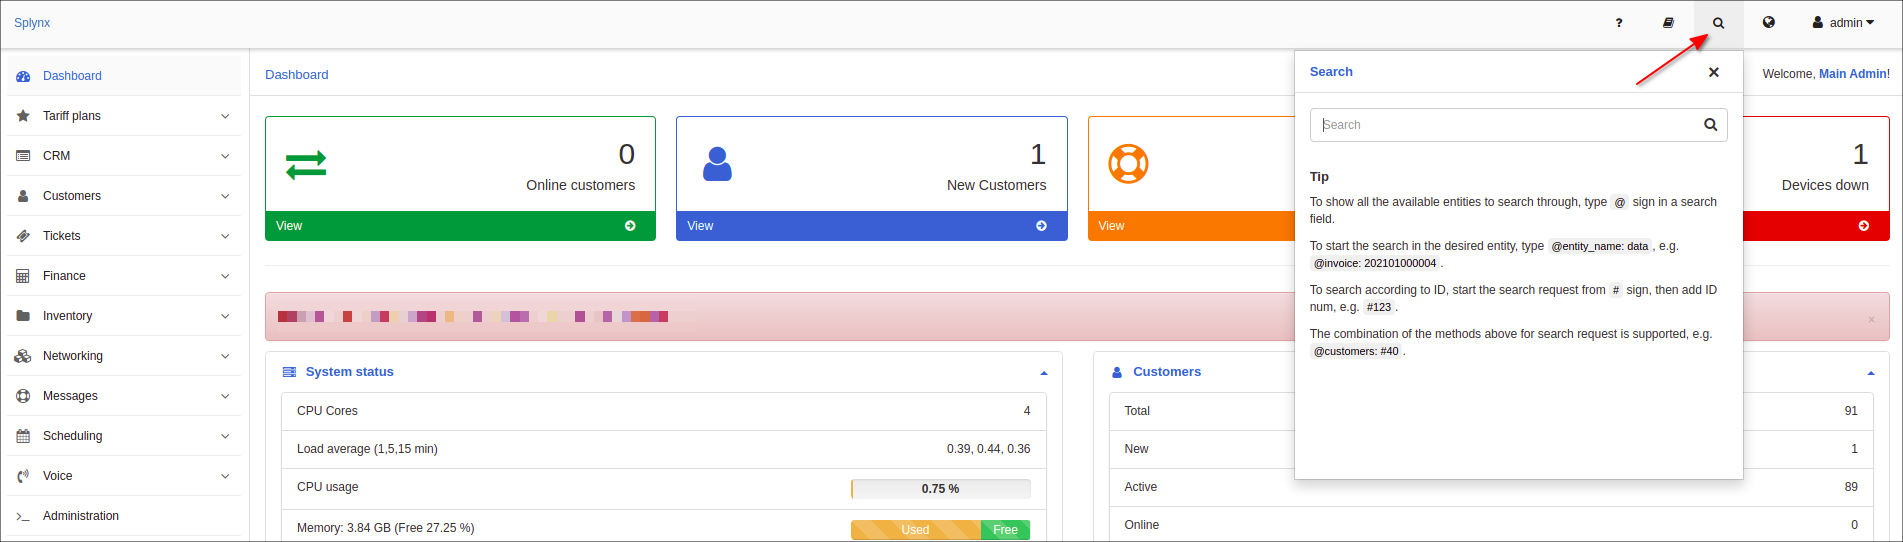 Splynx
?
admin
Dashboard
Tariff plans
CRM
Customers
Tickets
Finance
Inventory
Networking
Messages
Scheduling
Voice
Administration
Dashboard
Welcome, Main Admin!
0
Online customers
View
1
New Customers
View
View
1
Devices down
Search
Search
Tip
To show all the available entities to search through, type @ sign in a search
field.
To start the search in the desired entity, type @entity_name: data , e.g.
@invoice: 202101000004 .
To search according to ID, start the search request from # sign, then add ID
num, e.g. #123 .
The combination of the methods above for search request is supported, e.g.
@customers: #40 .
System status
CPU Cores 4
Load average (1,5,15 min) 0.39, 0.44, 0.36
CPU usage 0.75 %
Memory: 3.84 GB (Free 27.25 %) Used Free
Customers
Total 91
New 1
Active 89
Online 0